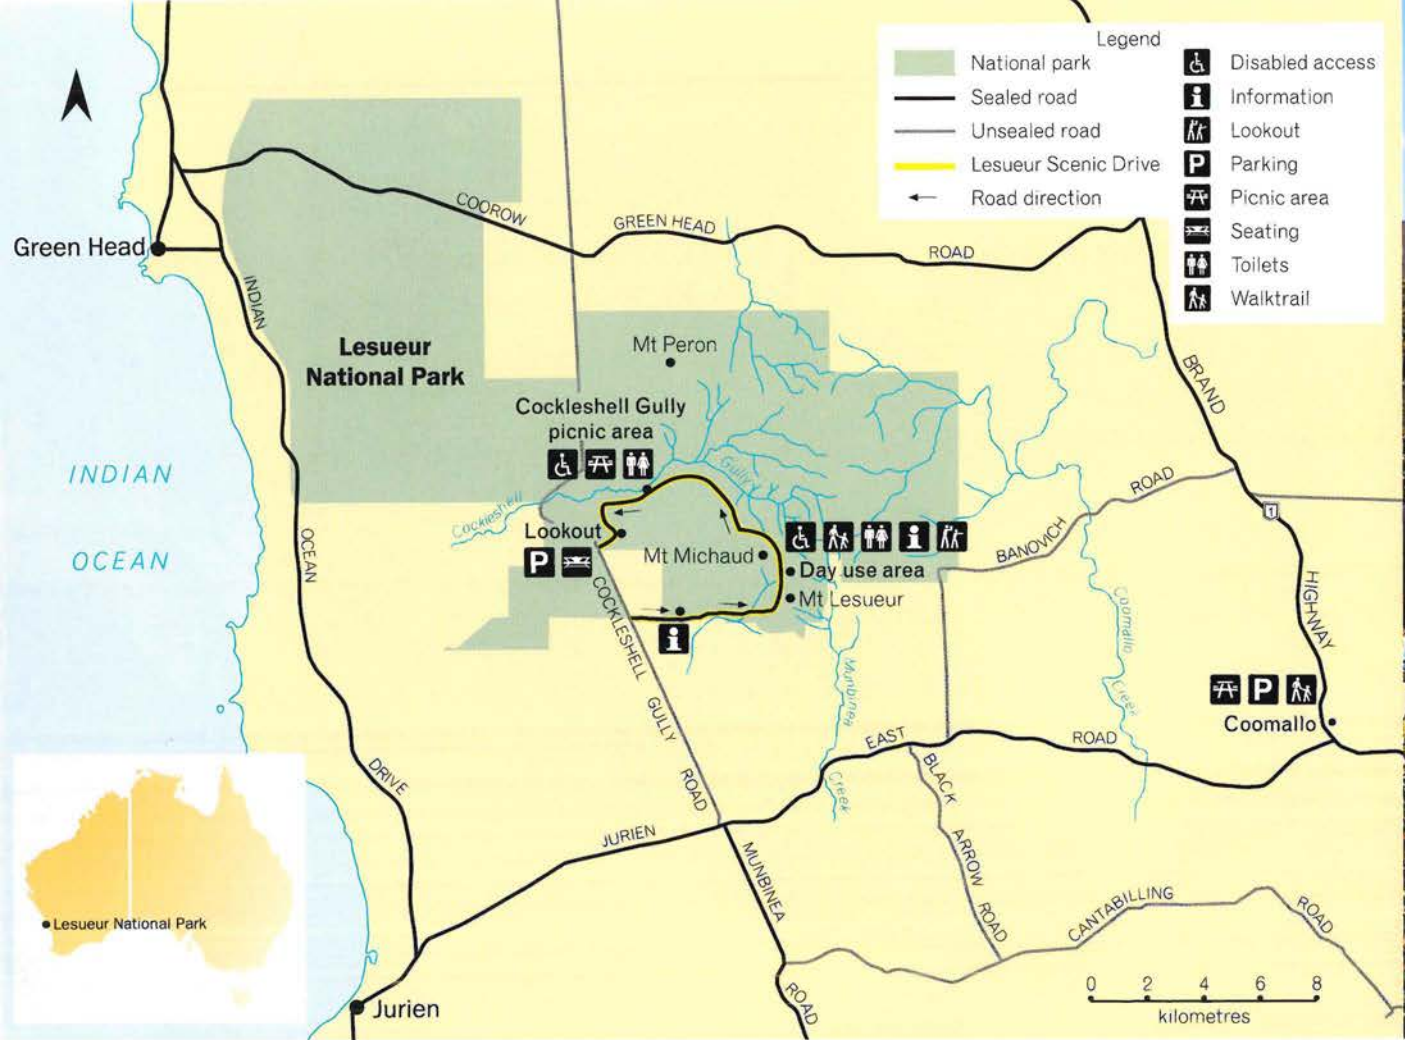 Legend
National park
Sealed road
Unsealed road
Lesueur Scenic Drive
Road direction
Disabled access
Information
Lookout
Parking
Picnic area
Seating
Toilets
Walktrail
Green Head
COOROW
GREEN HEAD
ROAD
INDIAN
OCEAN
DRIVE
Lesueur
National Park
Mt Peron
Cockleshell Gully
picnic area
Cockleshell
Gully
INDIAN
OCEAN
Lookout
P
Mt Michaud
Day use area
Mt Lesueur
i
i
COCKLESHELL
GULLY
ROAD
BRAND
HIGHWAY
1
BANOVICH
ROAD
Coomallo
Creek
Munbinea
Creek
P
Coomallo
JURIEN
EAST
ROAD
BLACK
ARROW
ROAD
MUNBINEA
ROAD
CANTABILLING
ROAD
Lesueur National Park
Jurien
0 2 4 6 8
kilometres